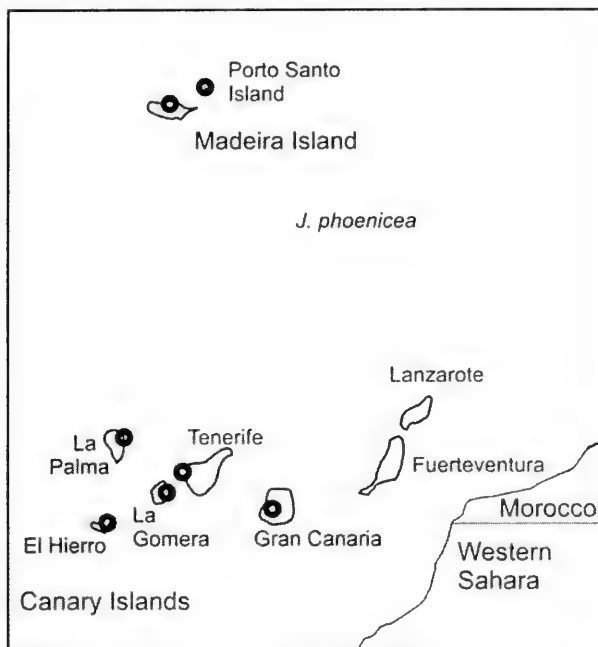 Porto Santo
Island
Madeira Island
J. phoenicea
Lanzarote
La
Palma
Tenerife
Fuerteventura
Morocco
El Hierro
La
Gomera
Gran Canaria
Western
Sahara
Canary Islands